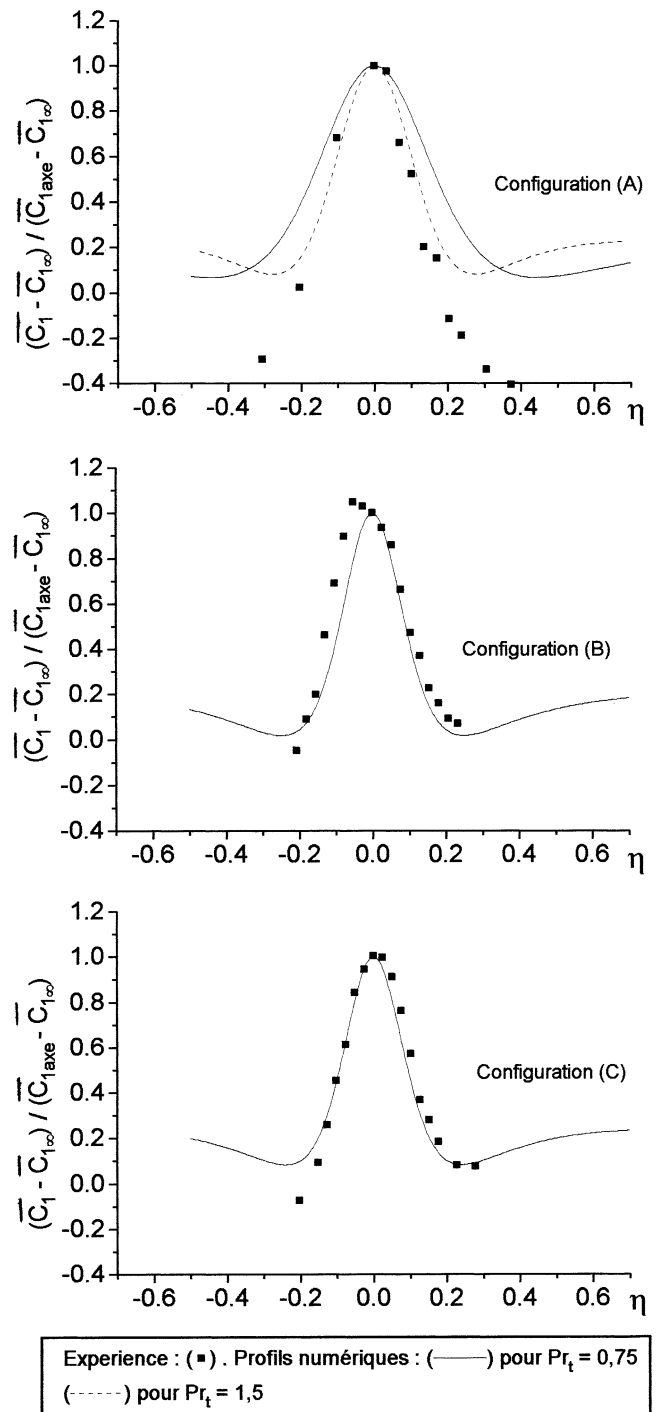 1.2
1.0
0.8
0.6
0.4
0.2
0.0
-0.2
-0.4
(C̅₁ - C̅₁∞) / (C̅₁axe - C̅₁∞)
Configuration (A)
-0.6 -0.4 -0.2 0.0 0.2 0.4 0.6 η
1.2
1.0
0.8
0.6
0.4
0.2
0.0
-0.2
-0.4
(C̅₁ - C̅₁∞) / (C̅₁axe - C̅₁∞)
Configuration (B)
-0.6 -0.4 -0.2 0.0 0.2 0.4 0.6 η
1.2
1.0
0.8
0.6
0.4
0.2
0.0
-0.2
-0.4
(C̅₁ - C̅₁∞) / (C̅₁axe - C̅₁∞)
Configuration (C)
-0.6 -0.4 -0.2 0.0 0.2 0.4 0.6 η
Experience : (■) . Profils numériques : (——) pour Prt = 0,75
(------) pour Prt = 1,5